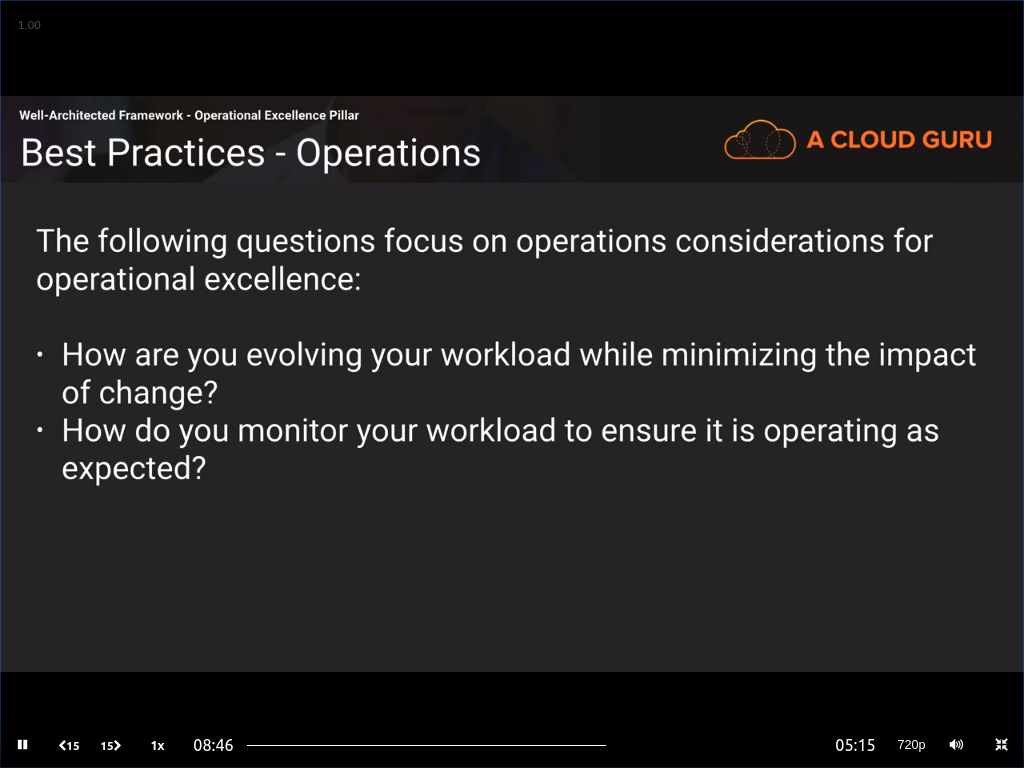 1.00
Well-Architected Framework - Operational Excellence Pillar
Best Practices - Operations
A CLOUD GURU
The following questions focus on operations considerations for
operational excellence:
• How are you evolving your workload while minimizing the impact
of change?
• How do you monitor your workload to ensure it is operating as
expected?
15 15 1x 08:46 05:15 720p